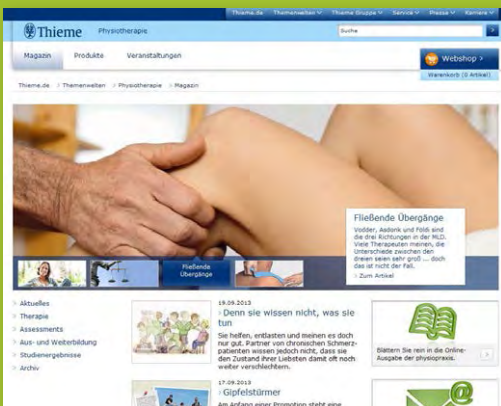 Thieme.de Themenwelten Thieme Gruppe Service Presse Karriere
Thieme Physiotherapie
Suche
Magazin Produkte Veranstaltungen
Webshop
Warenkorb (0 Artikel)
Thieme.de > Themenwelten > Physiotherapie > Magazin
Fließende Übergänge
Vodder, Asdonk und Földi sind
die drei Richtungen in der MLD.
Viele Therapeuten meinen, die
Unterschiede zwischen den
dreien seien sehr groß ... doch
das ist nicht der Fall.
> Zum Artikel
Fließende
Übergänge
> Aktuelles
> Therapie
> Assessments
> Aus- und Weiterbildung
> Studienergebnisse
> Archiv
19.09.2013
> Denn sie wissen nicht, was sie
tun
Sie helfen, entlasten und meinen es doch
nur gut. Partner von chronischen Schmerz-
patienten wissen jedoch nicht, dass sie
den Zustand ihrer Liebsten damit oft noch
weiter verschlechtern.
17.09.2013
> Gipfelstürmer
Am Anfang einer Promotion steht eine
Blättern Sie rein in die Online-
Ausgabe der physiopraxis.
@